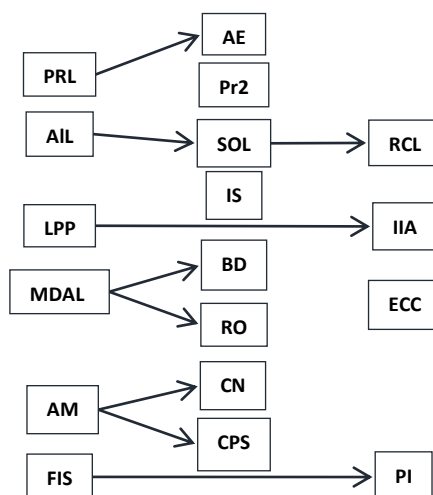 AE
PRL
Pr2
AIL
SOL
RCL
IS
LPP
IIA
BD
MDAL
ECC
RO
CN
AM
CPS
FIS
PI